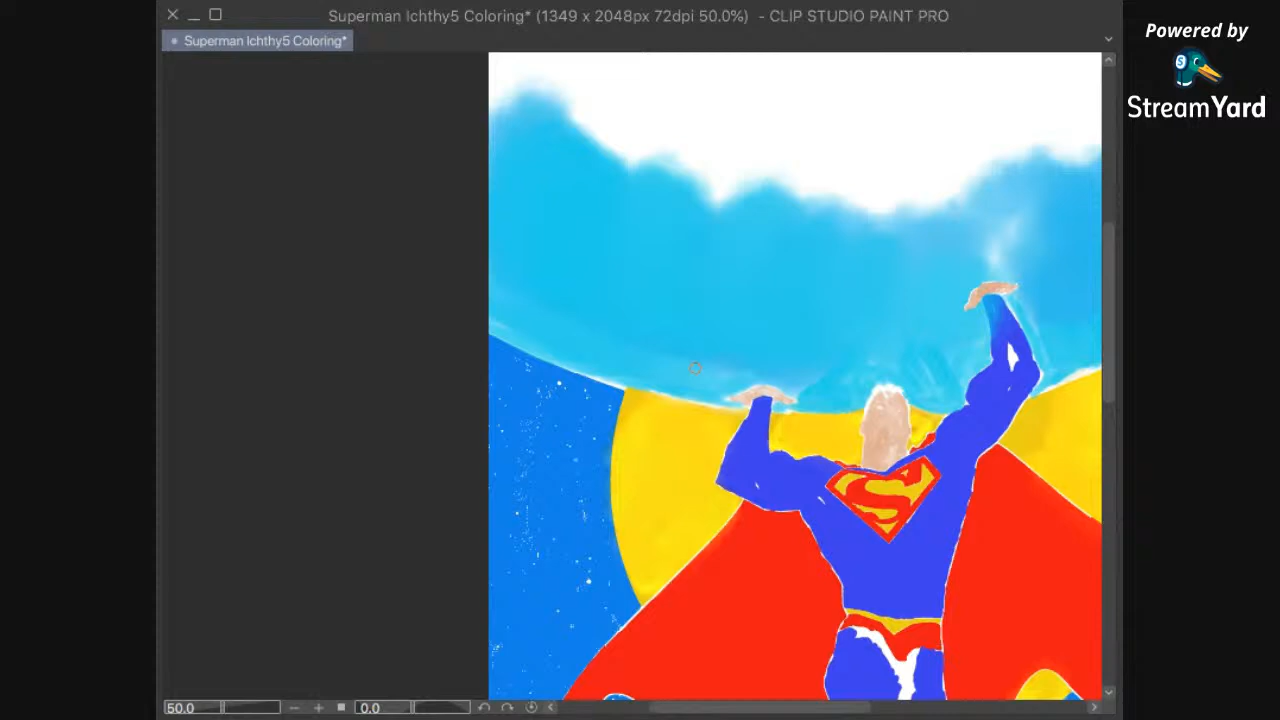 Superman Ichthy5 Coloring* (1349 x 2048px 72dpi 50.0%) - CLIP STUDIO PAINT PRO
Superman Ichthy5 Coloring*
Powered by
S
StreamYard
S
50.0
0.0